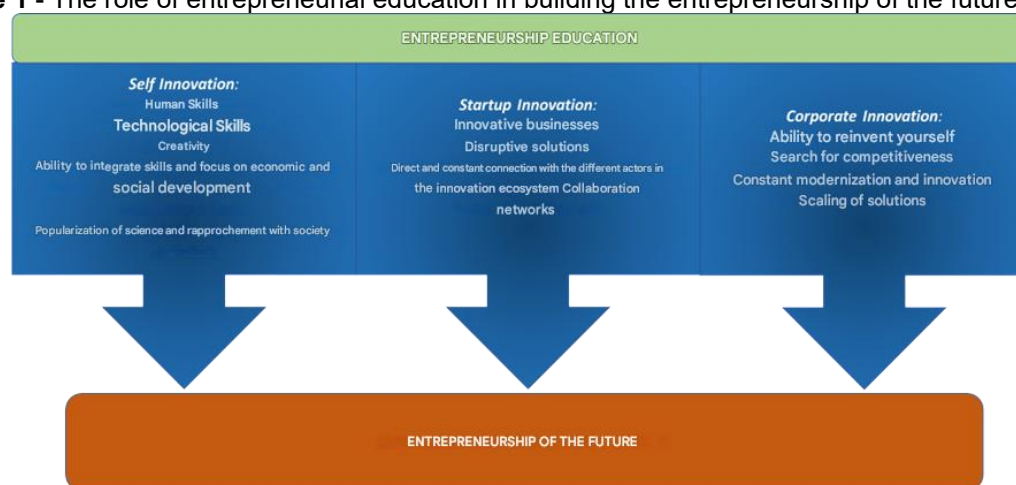 1 - The role of entrepreneurial education in building the entrepreneurship of the future
ENTREPRENEURSHIP EDUCATION
Self Innovation:
Human Skills
Technological Skills
Creativity
Ability to integrate skills and focus on economic and
social development
Popularization of science and rapprochement with society
Startup Innovation:
Innovative businesses
Disruptive solutions
Direct and constant connection with the different actors in
the innovation ecosystem Collaboration
networks
Corporate Innovation:
Ability to reinvent yourself
Search for competitiveness
Constant modernization and innovation
Scaling of solutions
ENTREPRENEURSHIP OF THE FUTURE